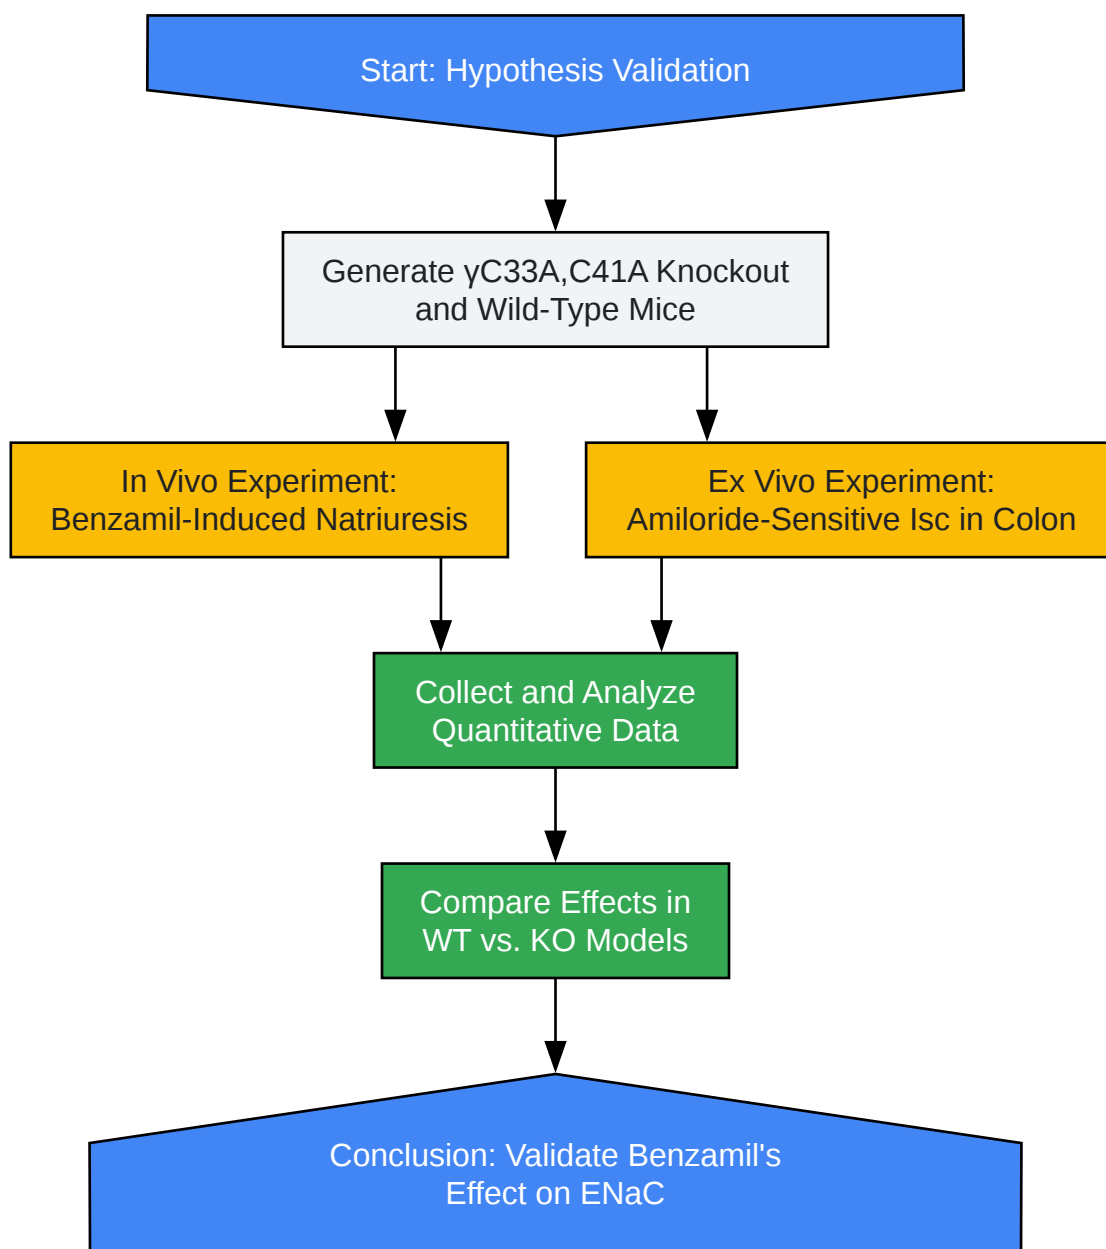 Start: Hypothesis Validation
Generate γC33A,C41A Knockout
and Wild-Type Mice
In Vivo Experiment:
Benzamil-Induced Natriuresis
Ex Vivo Experiment:
Amiloride-Sensitive Isc in Colon
Collect and Analyze
Quantitative Data
Compare Effects in
WT vs. KO Models
Conclusion: Validate Benzamil's
Effect on ENaC